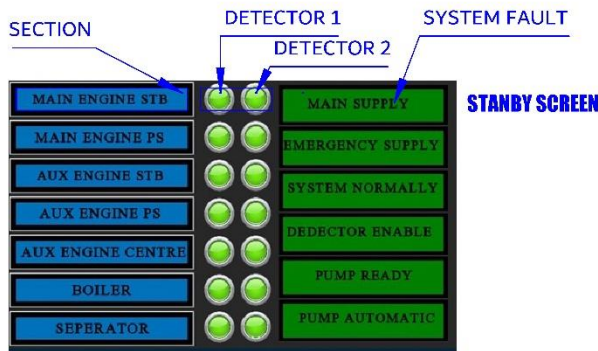 DETECTOR 1
SYSTEM FAULT
SECTION
DETECTOR 2
MAIN ENGINE STB
MAIN SUPPLY
STANBY SCREEN
MAIN ENGINE PS
EMERGENCY SUPPLY
AUX ENGINE STB
SYSTEM NORMALLY
AUX ENGINE PS
DEDECTOR ENABLE
AUX ENGINE CENTRE
PUMP READY
BOILER
PUMP AUTOMATIC
SEPERATOR